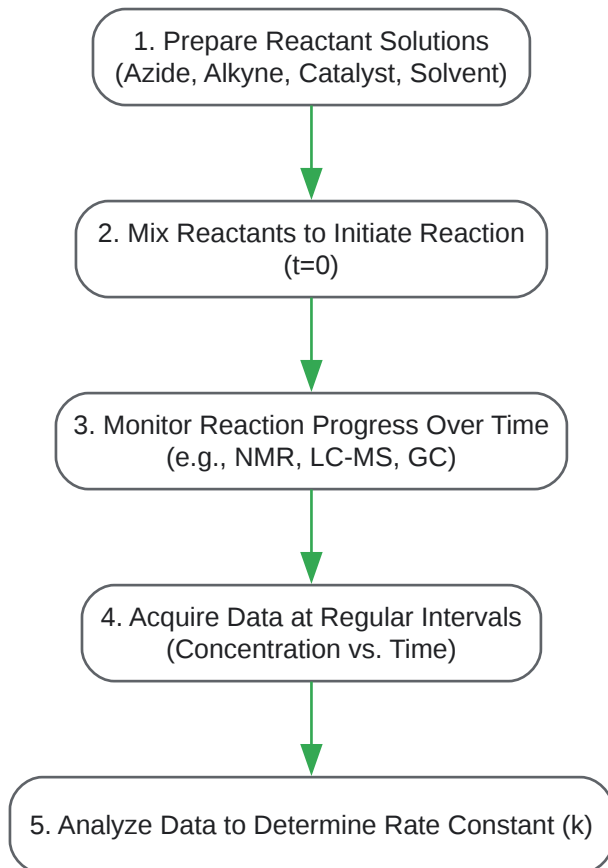 1. Prepare Reactant Solutions
(Azide, Alkyne, Catalyst, Solvent)
2. Mix Reactants to Initiate Reaction
(t=0)
3. Monitor Reaction Progress Over Time
(e.g., NMR, LC-MS, GC)
4. Acquire Data at Regular Intervals
(Concentration vs. Time)
5. Analyze Data to Determine Rate Constant (k)